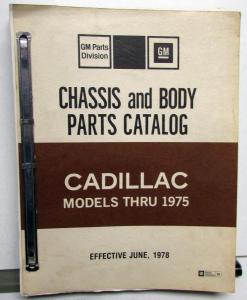 GM Parts
Division
GM
CHASSIS and BODY
PARTS CATALOG
CADILLAC
MODELS THRU 1975
EFFECTIVE JUNE, 1978